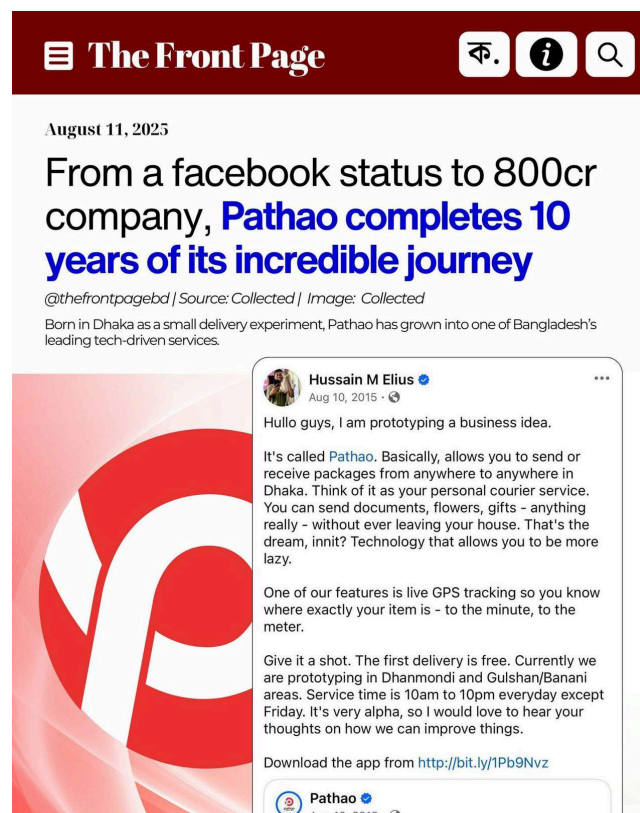 The Front Page
ক.
i
August 11, 2025
From a facebook status to 800cr
company, Pathao completes 10
years of its incredible journey
@thefrontpagebd | Source: Collected | Image: Collected
Born in Dhaka as a small delivery experiment, Pathao has grown into one of Bangladesh's
leading tech-driven services.
Hussain M Elius
Aug 10, 2015 ·
Hullo guys, I am prototyping a business idea.
It's called Pathao. Basically, allows you to send or
receive packages from anywhere to anywhere in
Dhaka. Think of it as your personal courier service.
You can send documents, flowers, gifts - anything
really - without ever leaving your house. That's the
dream, innit? Technology that allows you to be more
lazy.
One of our features is live GPS tracking so you know
where exactly your item is - to the minute, to the
meter.
Give it a shot. The first delivery is free. Currently we
are prototyping in Dhanmondi and Gulshan/Banani
areas. Service time is 10am to 10pm everyday except
Friday. It's very alpha, so I would love to hear your
thoughts on how we can improve things.
Download the app from http://bit.ly/1Pb9Nvz
Pathao